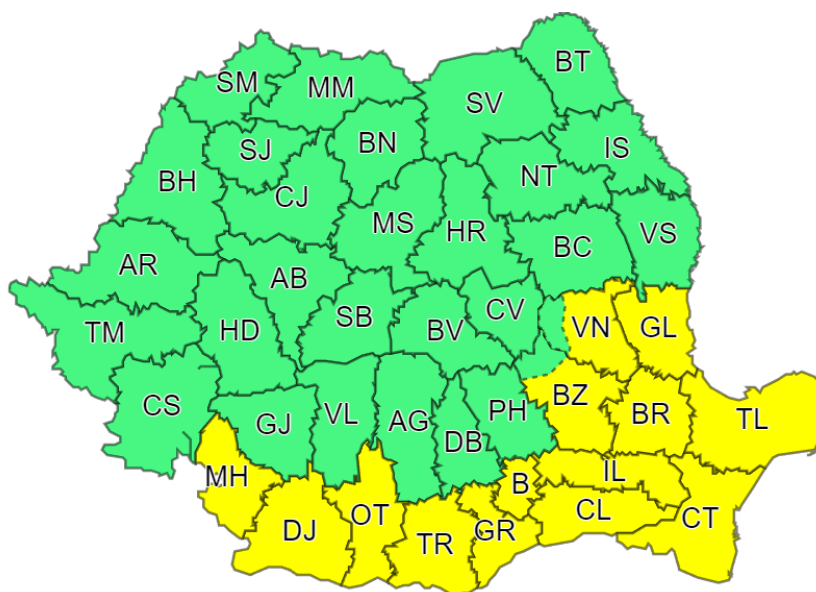 BT
SM
MM
SV
BN
SJ
IS
BH
CJ
NT
MS
HR
VS
BC
AR
AB
CV
SB
TM
HD
BV
VN
GL
CS
BZ
PH
VL
BR
TL
GJ
AG
DB
MH
IL
B
OT
CL
CT
DJ
GR
TR